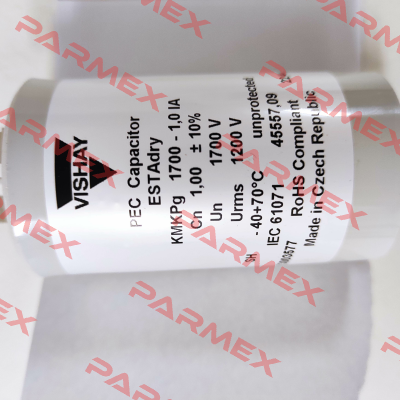 VISHAY
PEC Capacitor
ESTAdry
KMKPg 1700 - 1,0 IA
Cn 1,00 ± 10%
Un 1700 V
Urms 1200 V
- 40+70°C unprotected
SH IEC 61071 45557,09
RoHS Compliant
Made in Czech Republic
PARMEX
PARMEX
PARMEX
PARMEX
PARMEX
PARMEX